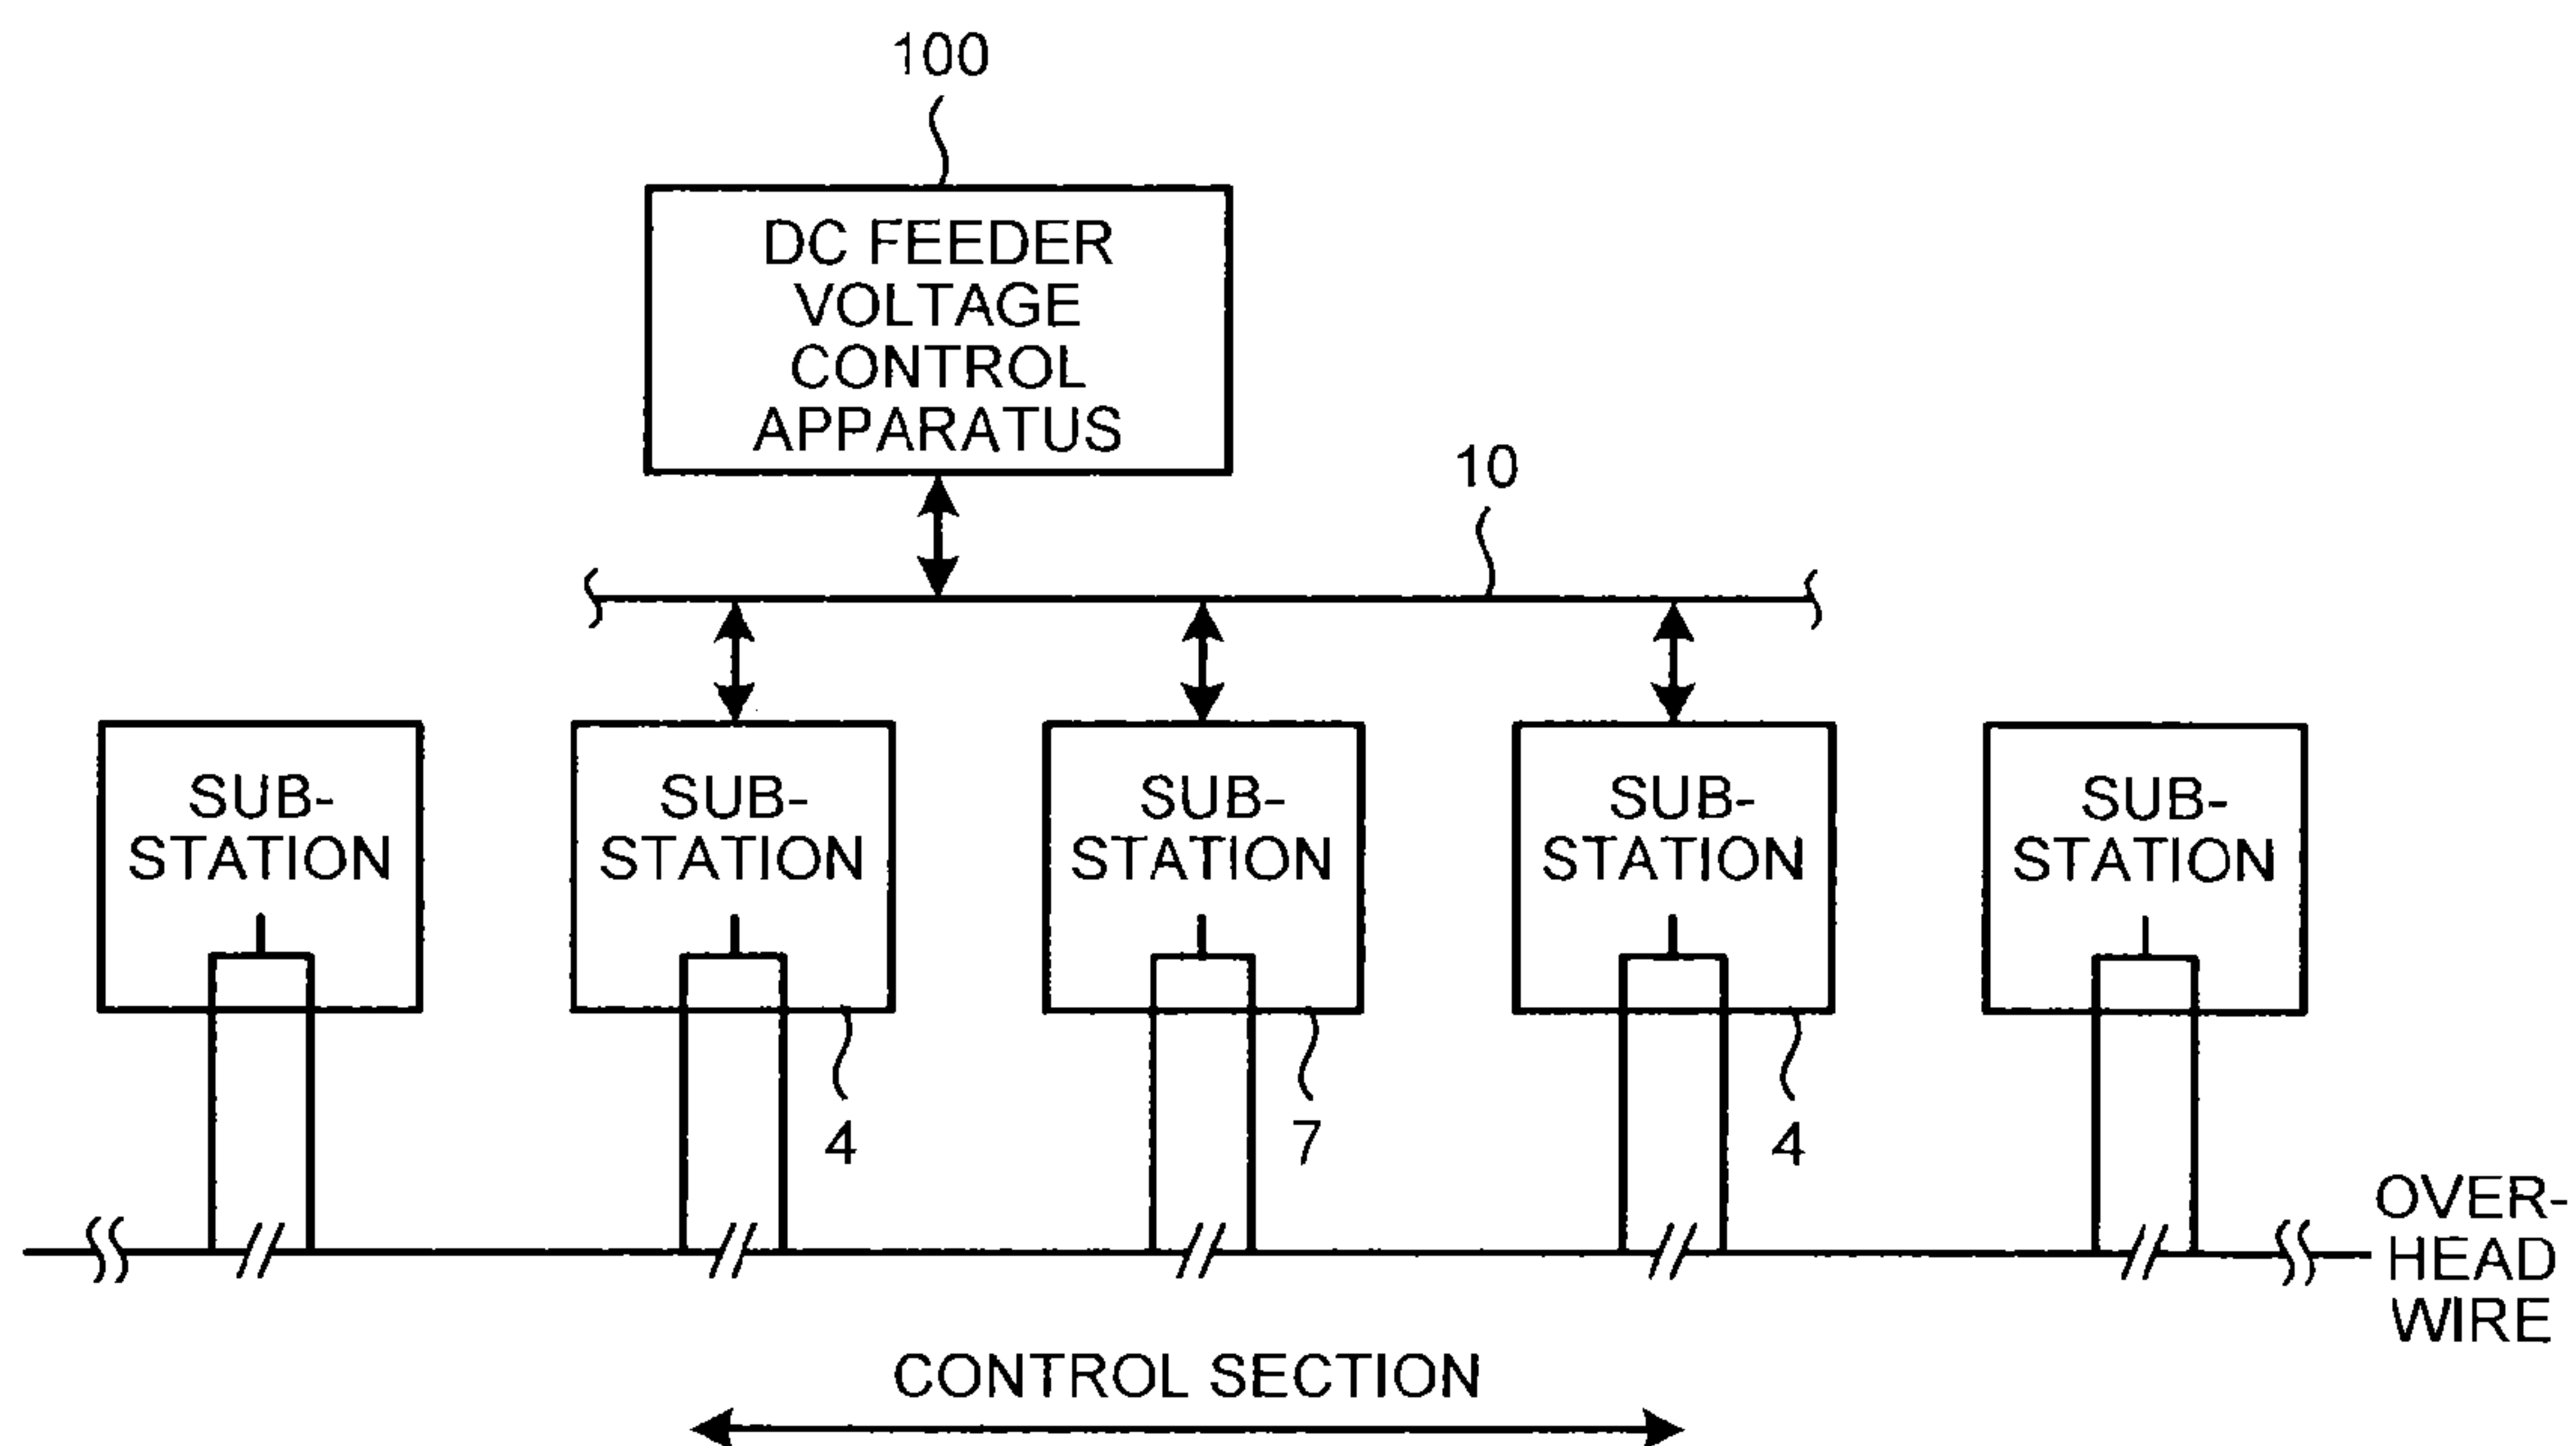 100
DC FEEDER
VOLTAGE
CONTROL
APPARATUS
10
SUB-
STATION
SUB-
STATION
SUB-
STATION
SUB-
STATION
SUB-
STATION
4
7
4
OVER-
HEAD
WIRE
CONTROL SECTION